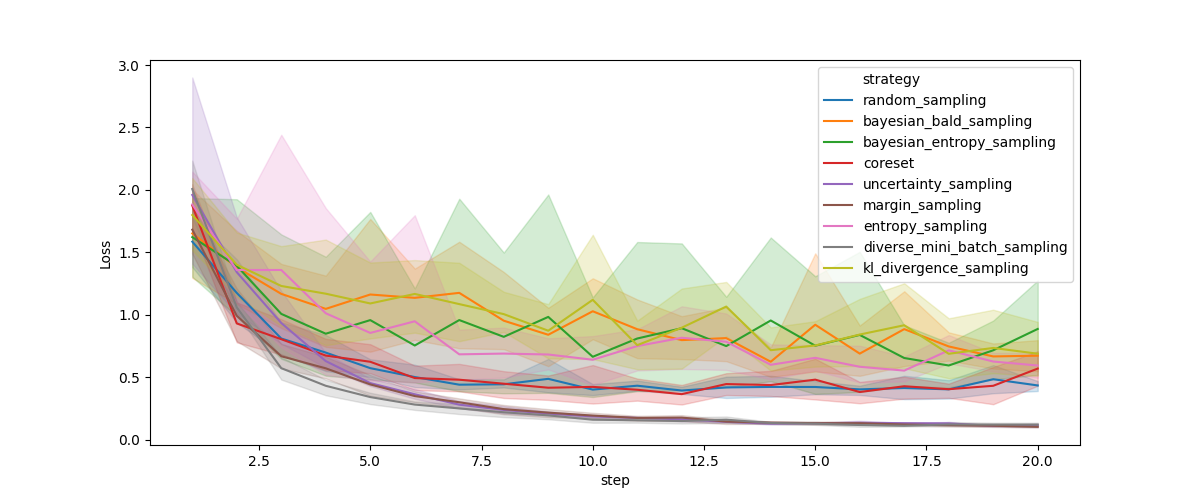 3.0
2.5
2.0
1.5
1.0
0.5
0.0
Loss
strategy
random_sampling
bayesian_bald_sampling
bayesian_entropy_sampling
coreset
uncertainty_sampling
margin_sampling
entropy_sampling
diverse_mini_batch_sampling
kl_divergence_sampling
2.5 5.0 7.5 10.0 12.5 15.0 17.5 20.0
step